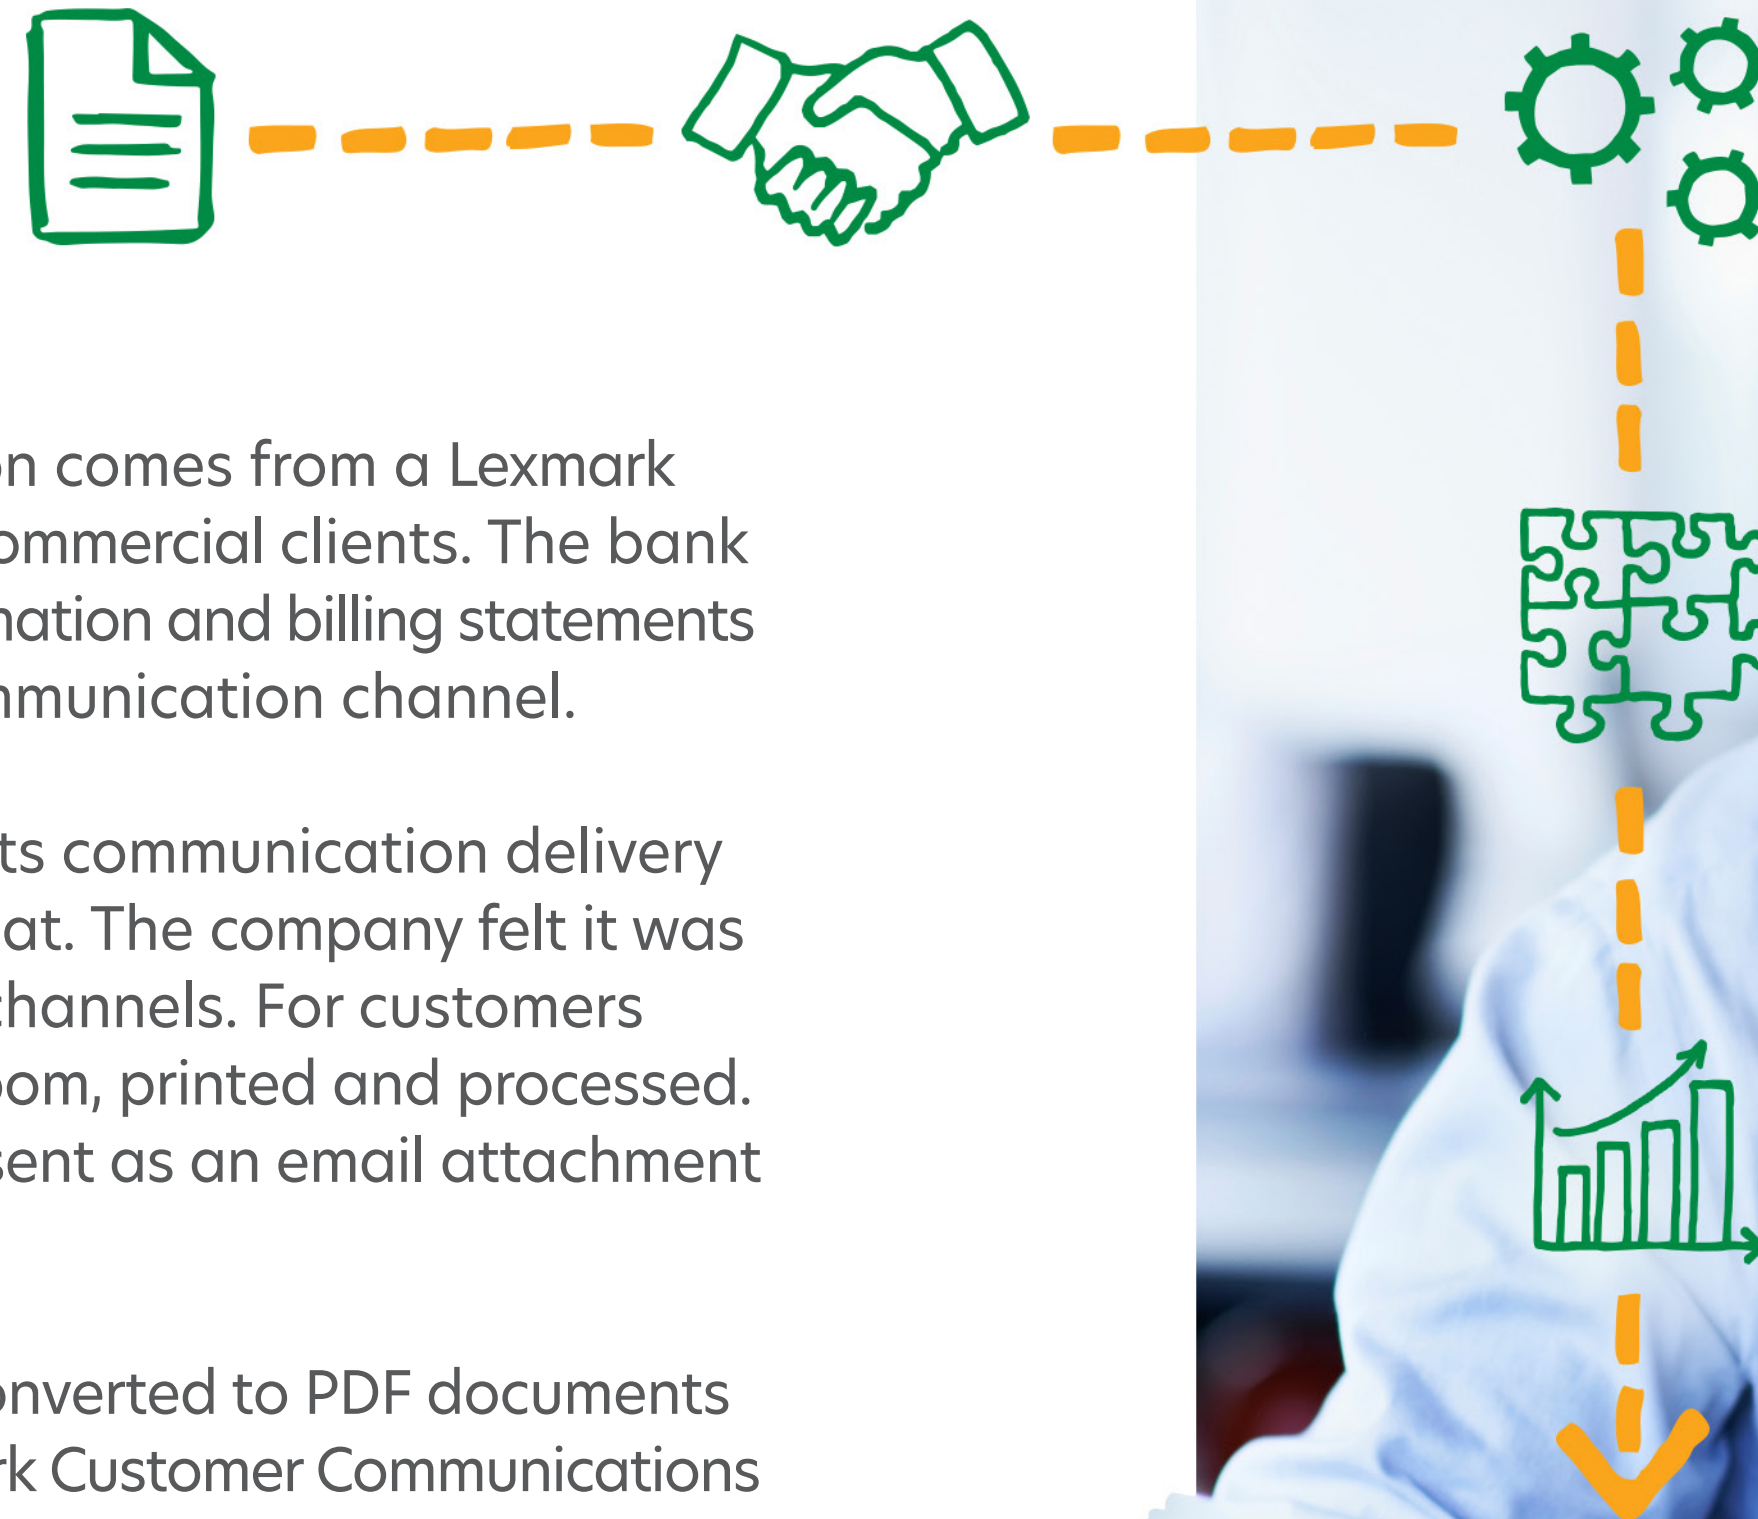 on comes from a Lexmark
ommercial clients. The bank
mation and billing statements
mmunication channel.
ts communication delivery
at. The company felt it was
channels. For customers
oom, printed and processed.
sent as an email attachment
onverted to PDF documents
rk Customer Communications